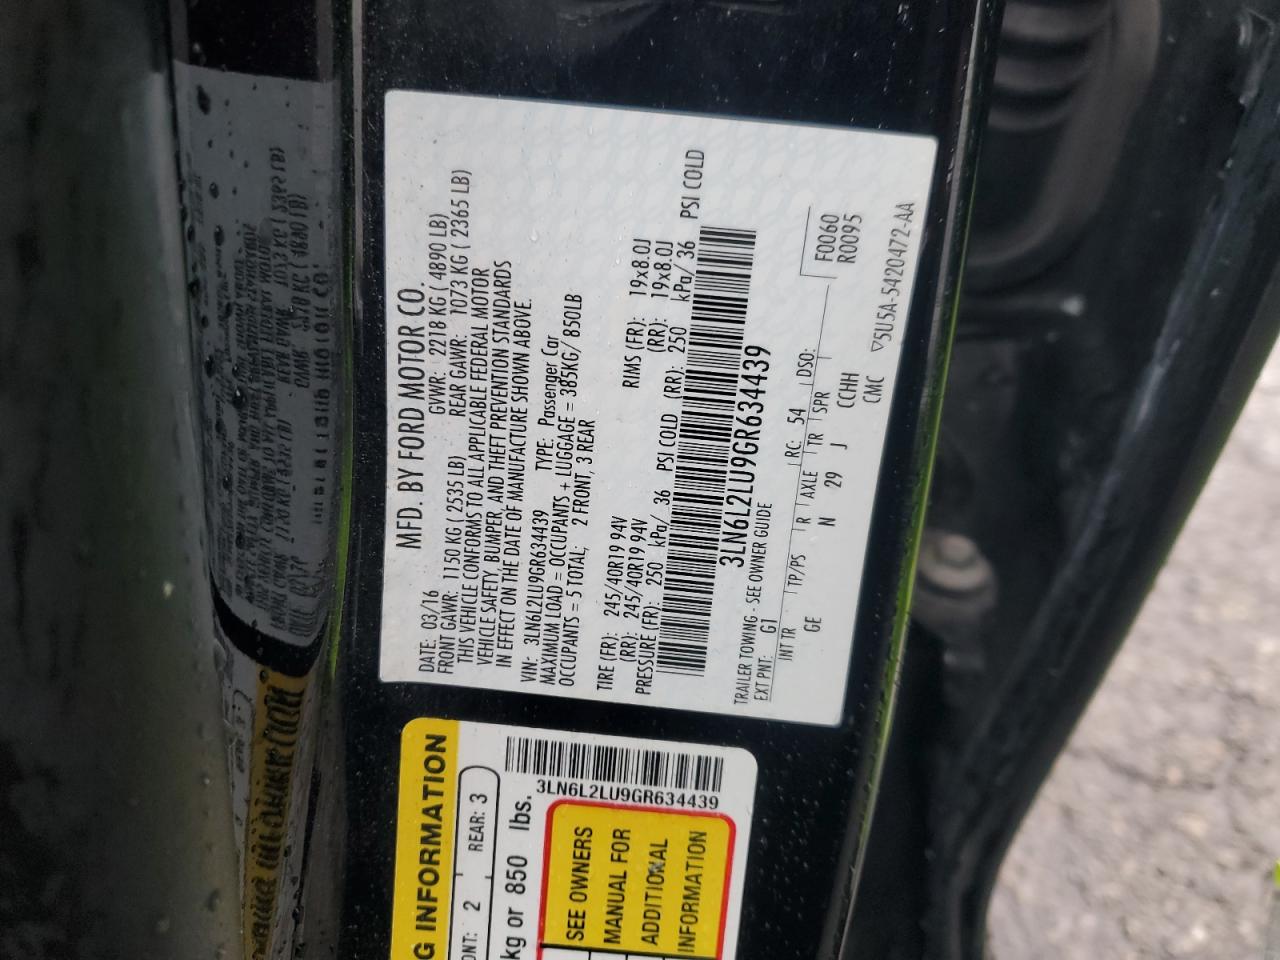 MFD. BY FORD MOTOR CO.
DATE: 03/16 GVWR: 2218 KG ( 4890 LB)
FRONT GAWR: 1150 KG ( 2535 LB) REAR GAWR: 1073 KG ( 2365 LB)
THIS VEHICLE CONFORMS TO ALL APPLICABLE FEDERAL MOTOR
VEHICLE SAFETY, BUMPER, AND THEFT PREVENTION STANDARDS
IN EFFECT ON THE DATE OF MANUFACTURE SHOWN ABOVE.
VIN: 3LN6L2LU9GR634439 TYPE: Passenger Car
MAXIMUM LOAD = OCCUPANTS + LUGGAGE = 385KG/ 850LB
OCCUPANTS = 5 TOTAL; 2 FRONT, 3 REAR
TIRE (FR): 245/40R19 94V RIMS (FR): 19x8.0J
(RR): 245/40R19 94V (RR): 19x8.0J
PRESSURE (FR): 250 kPa/ 36 PSI COLD (RR): 250 kPa/ 36 PSI COLD
3LN6L2LU9GR634439
TRAILER TOWING - SEE OWNER GUIDE
EXT PNT: G1 RC: 54 DSO: F0060
R0095
INT TR TP/PS R AXLE TR SPR
GE N 29 J CCHH
CMC
▽5U5A-5420472-AA
G INFORMATION
ONT: 2 REAR: 3
kg or 850 lbs.
3LN6L2LU9GR634439
SEE OWNERS
MANUAL FOR
ADDITIONAL
INFORMATION